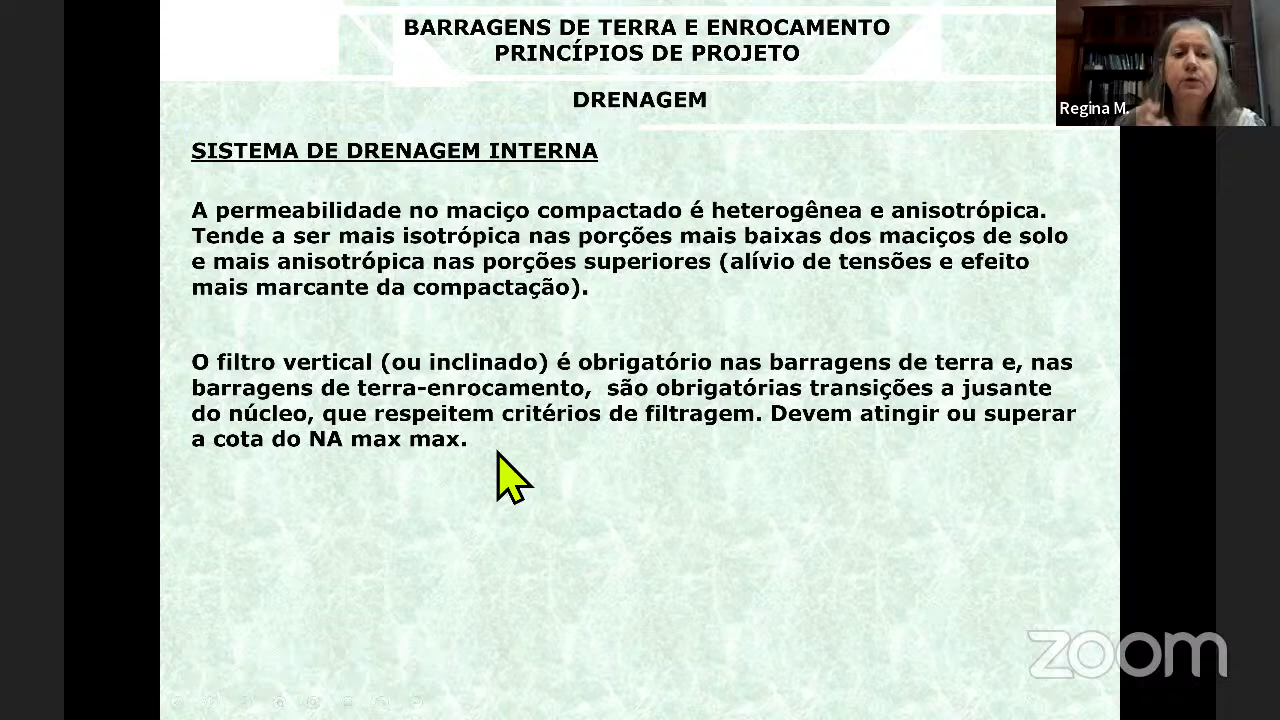 BARRAGENS DE TERRA E ENROCAMENTO
PRINCÍPIOS DE PROJETO
DRENAGEM
Regina M.
SISTEMA DE DRENAGEM INTERNA
A permeabilidade no maciço compactado é heterogênea e anisotrópica.
Tende a ser mais isotrópica nas porções mais baixas dos maciços de solo
e mais anisotrópica nas porções superiores (alívio de tensões e efeito
mais marcante da compactação).
O filtro vertical (ou inclinado) é obrigatório nas barragens de terra e, nas
barragens de terra-enrocamento, são obrigatórias transições a jusante
do núcleo, que respeitem critérios de filtragem. Devem atingir ou superar
a cota do NA max max.
zoom